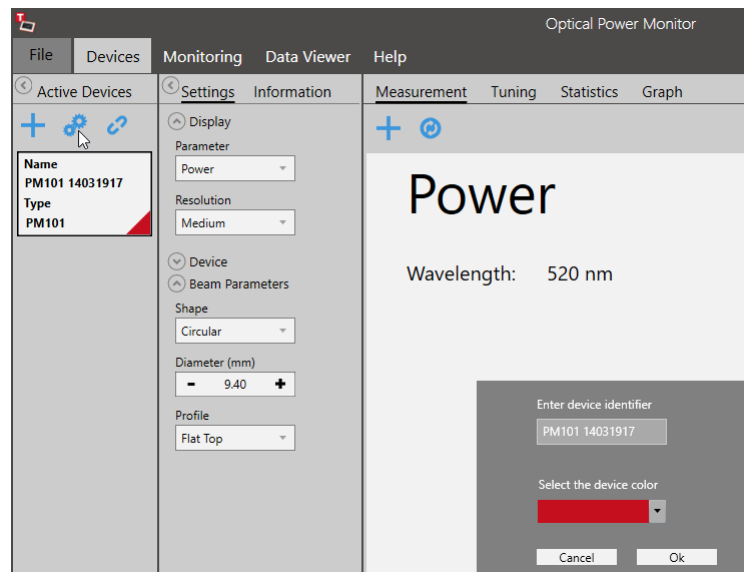 Optical Power Monitor
File Devices Monitoring Data Viewer Help
Active Devices
Name
PM101 14031917
Type
PM101
Settings Information
Display
Parameter
Power
Resolution
Medium
Device
Beam Parameters
Shape
Circular
Diameter (mm)
- 9.40 +
Profile
Flat Top
Measurement Tuning Statistics Graph
Power
Wavelength: 520 nm
Enter device identifier
PM101 14031917
Select the device color
Cancel Ok